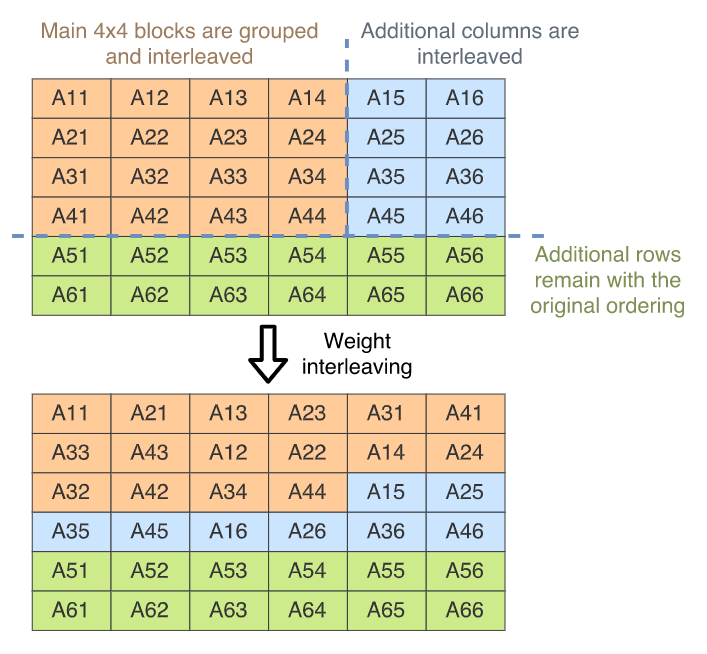 Main 4x4 blocks are grouped
and interleaved
Additional columns are
interleaved
A11 A12 A13 A14 A15 A16
A21 A22 A23 A24 A25 A26
A31 A32 A33 A34 A35 A36
A41 A42 A43 A44 A45 A46
A51 A52 A53 A54 A55 A56
A61 A62 A63 A64 A65 A66
Additional rows
remain with the
original ordering
Weight
interleaving
A11 A21 A13 A23 A31 A41
A33 A43 A12 A22 A14 A24
A32 A42 A34 A44 A15 A25
A35 A45 A16 A26 A36 A46
A51 A52 A53 A54 A55 A56
A61 A62 A63 A64 A65 A66